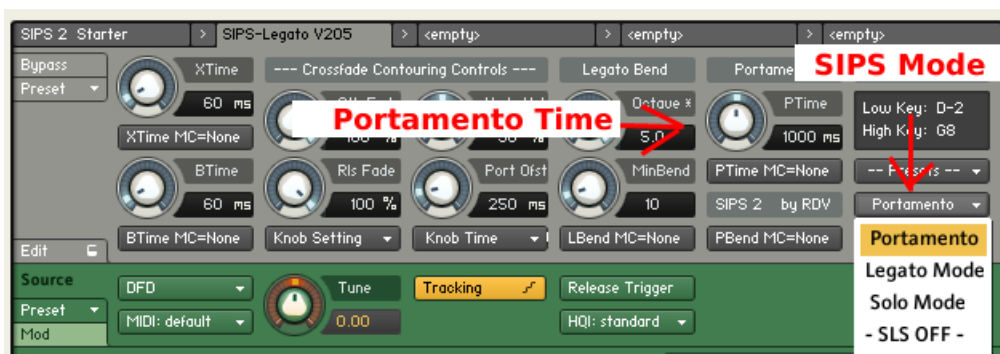 SIPS 2 Starter > SIPS-Legato V205 > <empty> > <empty> > <empty>
Bypass
Preset
XTime
60 ms
XTime MC=None
BTime
60 ms
BTime MC=None
--- Crossfade Contouring Controls ---
100 %
Rls Fade
100 %
Knob Setting
50 %
Port Ofst
250 ms
Knob Time
Legato Bend
Octave *
5.0
MinBend
10
LBend MC=None
PTime
1000 ms
PTime MC=None
SIPS 2 by RDV
PBend MC=None
SIPS Mode
Portamento Time
Low Key: D-2
High Key: G8
-- Presets --
Portamento
Portamento
Legato Mode
Solo Mode
- SLS OFF -
Edit
Source
Preset
Mod
DFD
MIDI: default
Tune
0.00
Tracking
Release Trigger
HQI: standard